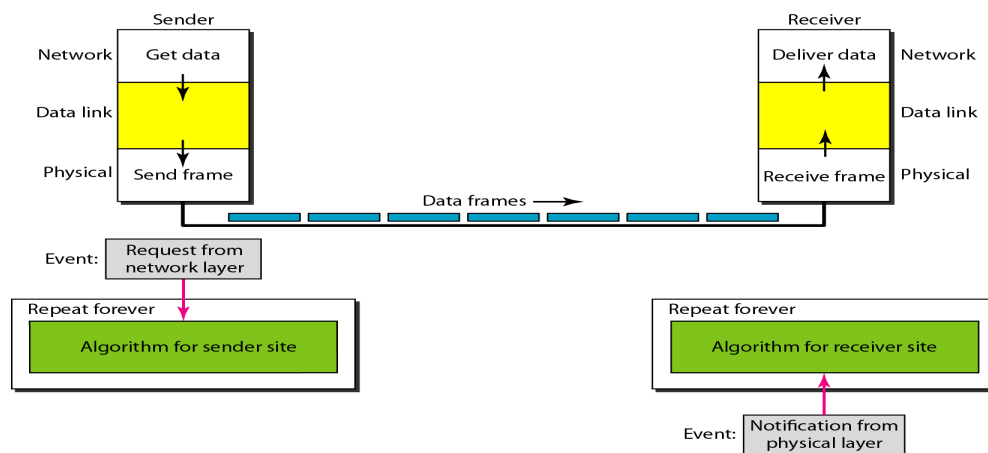 Sender
Receiver
Network
Get data
Deliver data
Network
Data link
Data link
Physical
Send frame
Receive frame
Physical
Data frames
Event:
Request from
network layer
Repeat forever
Algorithm for sender site
Repeat forever
Algorithm for receiver site
Event:
Notification from
physical layer